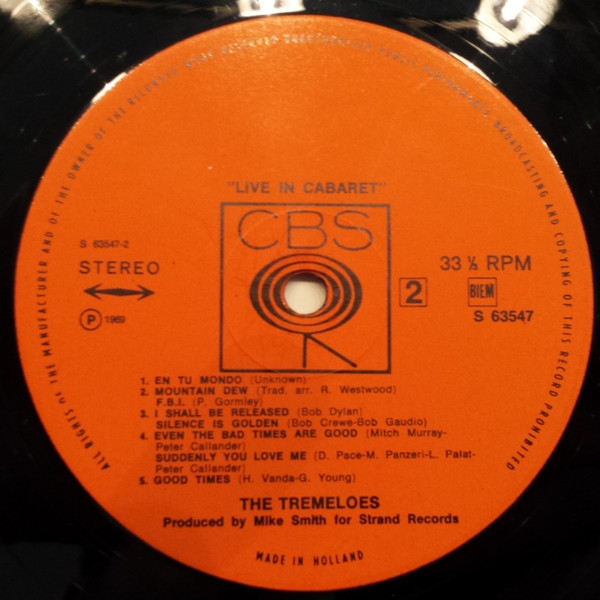 "LIVE IN CABARET"
CBS
S 63547-2
STEREO
Ⓟ 1969
33 ⅓ RPM
2
BIEM
S 63547
1. EN TU MONDO (Unknown)
2. MOUNTAIN DEW (Trad. arr. R. Westwood)
F.B.I. (P. Gormley)
3. I SHALL BE RELEASED (Bob Dylan)
SILENCE IS GOLDEN (Bob Crewe-Bob Gaudio)
4. EVEN THE BAD TIMES ARE GOOD (Mitch Murray-
Peter Callander)
SUDDENLY YOU LOVE ME (D. Pace-M. Panzeri-L. Palat-
Peter Callander)
5. GOOD TIMES (H. Vanda-G. Young)
THE TREMELOES
Produced by Mike Smith for Strand Records
MADE IN HOLLAND
ALL RIGHTS OF THE MANUFACTURER AND OF THE OWNER OF THE RECORDED WORK RESERVED UNAUTHORIZED PUBLIC PERFORMANCE BROADCASTING AND COPYING OF THIS RECORD PROHIBITED